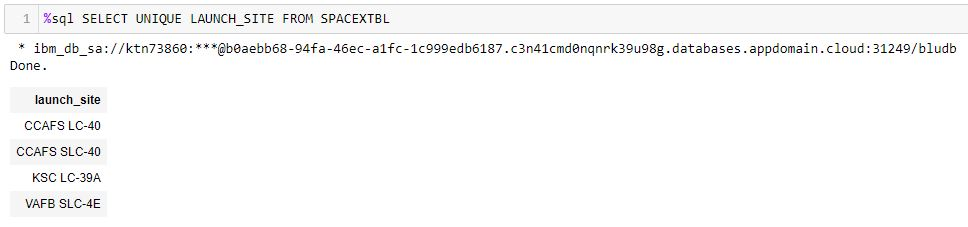 1 %sql SELECT UNIQUE LAUNCH_SITE FROM SPACEXTBL
* ibm_db_sa://ktn73860:***@b0aebb68-94fa-46ec-a1fc-1c999edb6187.c3n41cmd0nqnrk39u98g.databases.appdomain.cloud:31249/bludb
Done.
launch_site
CCAFS LC-40
CCAFS SLC-40
KSC LC-39A
VAFB SLC-4E